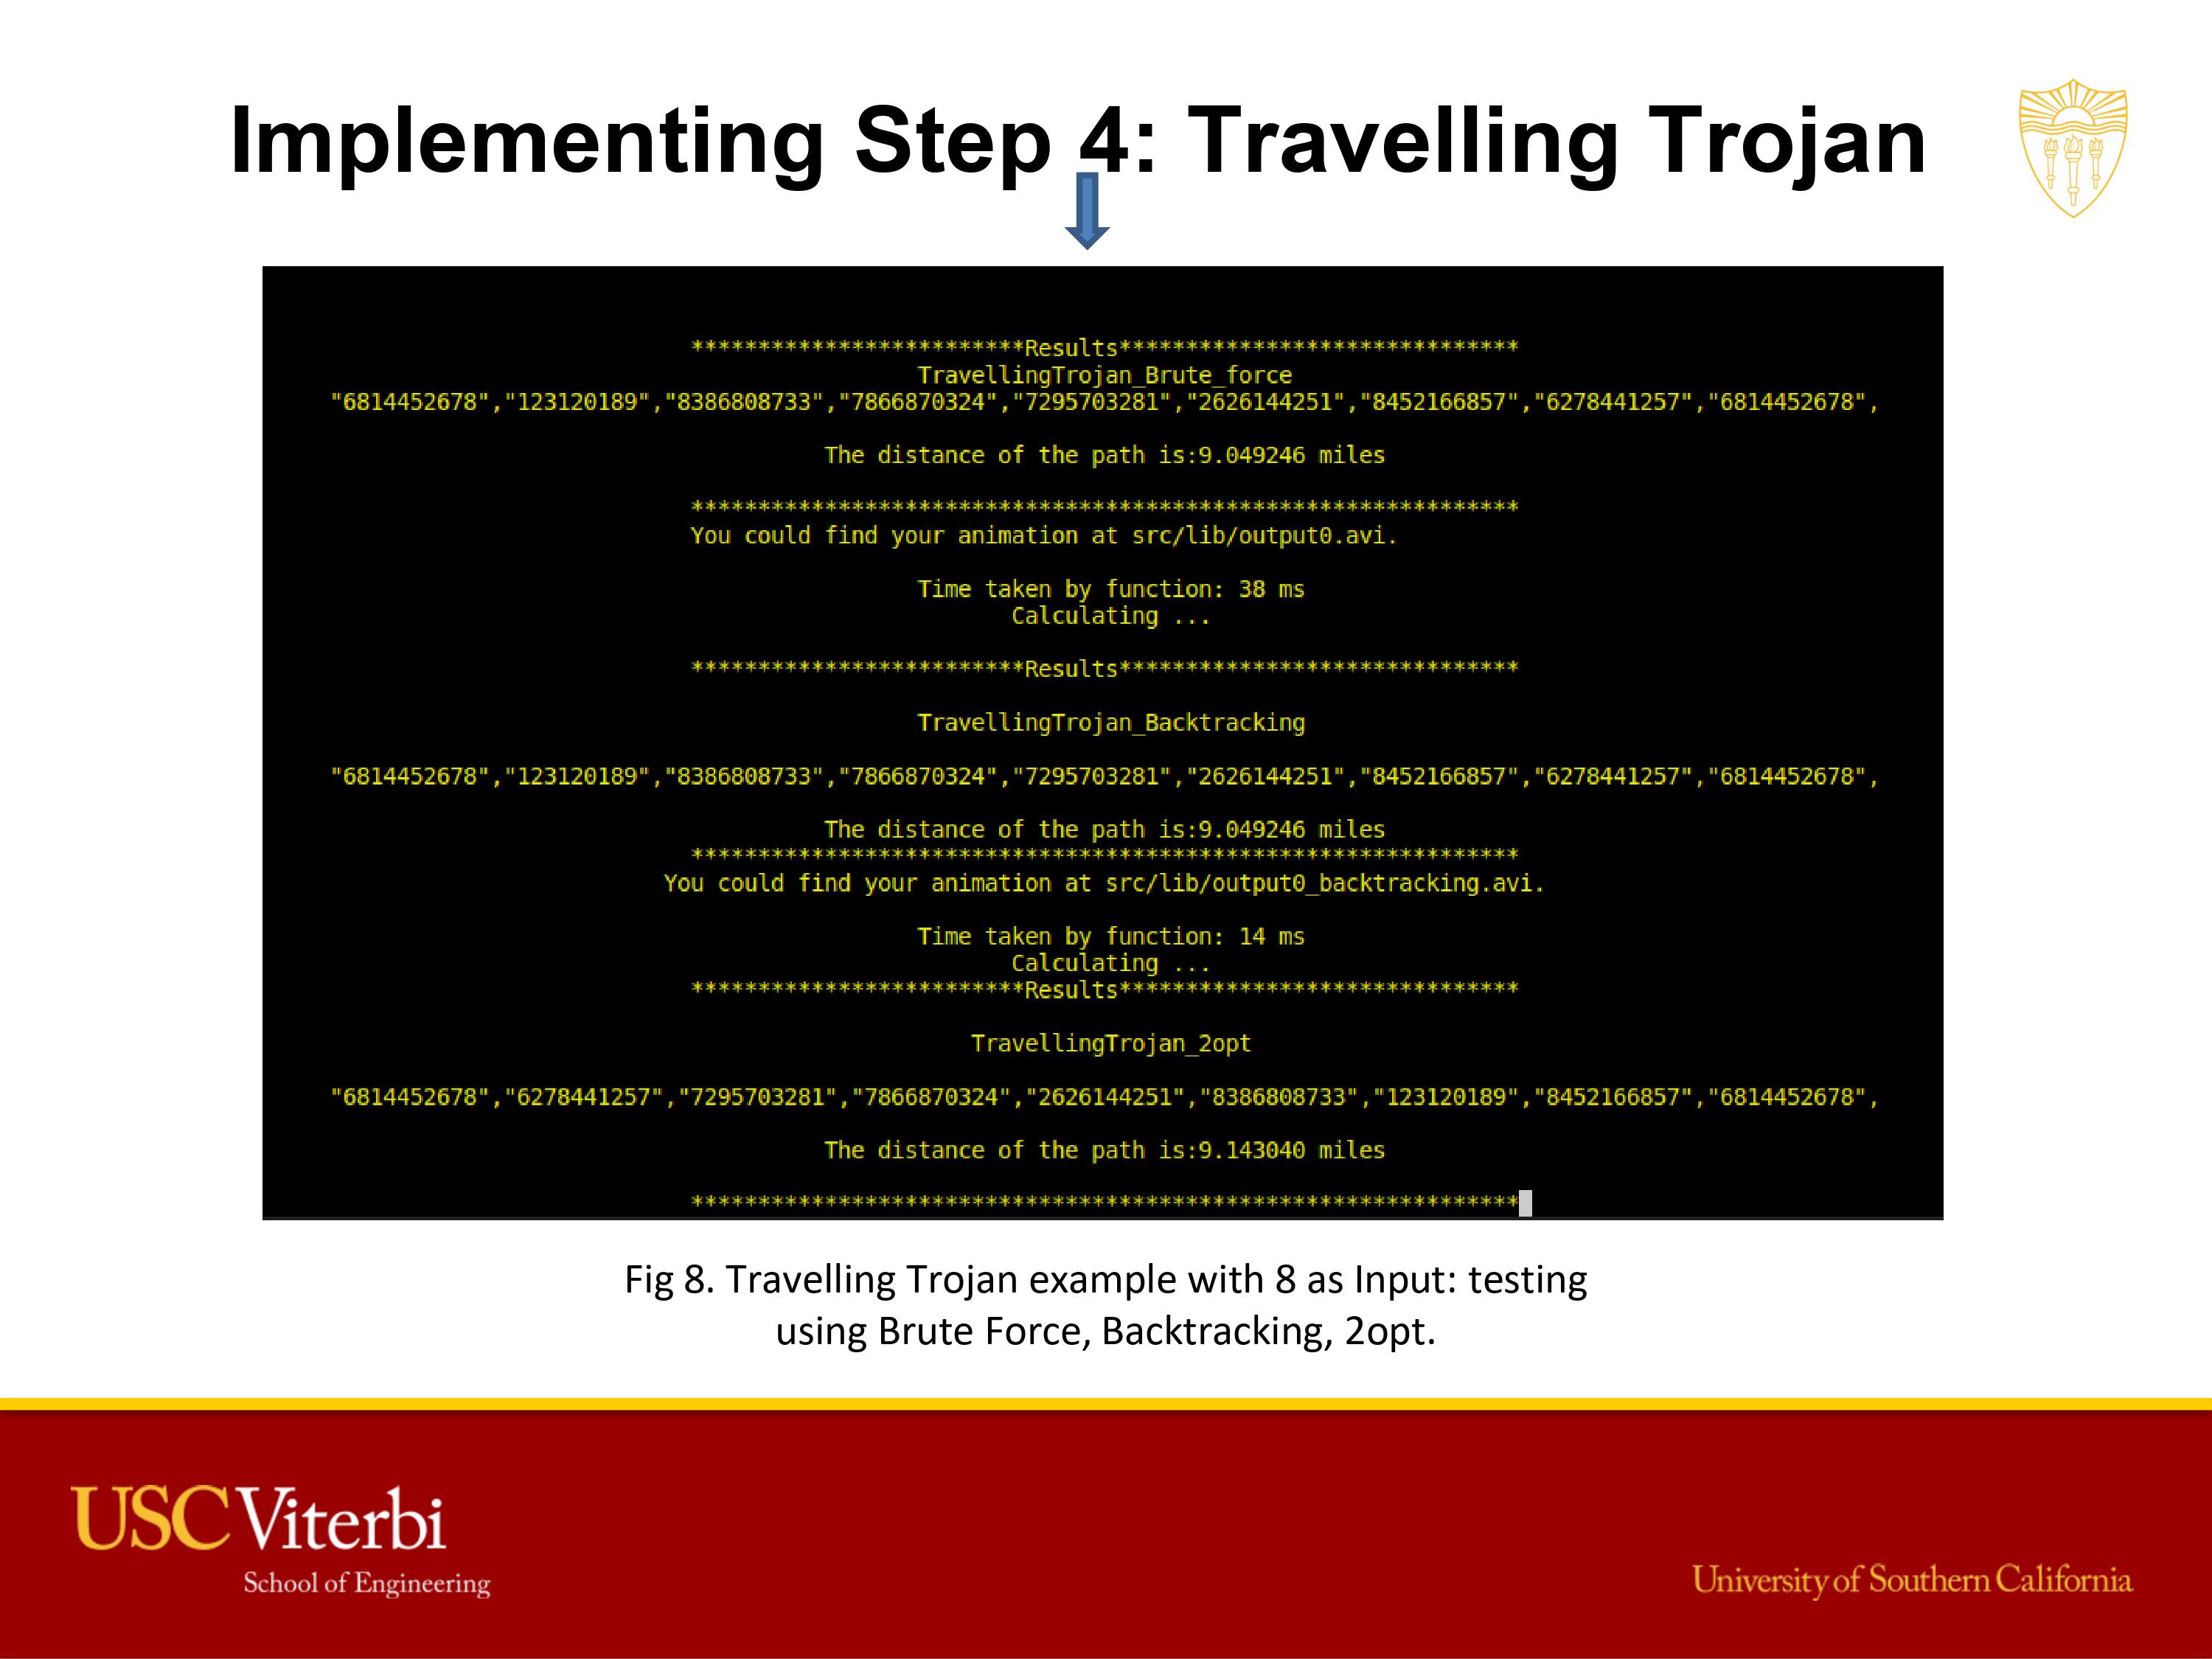 Implementing Step 4: Travelling Trojan
*************************Results******************************
TravellingTrojan_Brute_force
"6814452678","123120189","8386808733","7866870324","7295703281","2626144251","8452166857","6278441257","6814452678",
The distance of the path is:9.049246 miles
**************************************************************
You could find your animation at src/lib/output0.avi.
Time taken by function: 38 ms
Calculating ...
*************************Results******************************
TravellingTrojan_Backtracking
"6814452678","123120189","8386808733","7866870324","7295703281","2626144251","8452166857","6278441257","6814452678",
The distance of the path is:9.049246 miles
**************************************************************
You could find your animation at src/lib/output0_backtracking.avi.
Time taken by function: 14 ms
Calculating ...
*************************Results******************************
TravellingTrojan_2opt
"6814452678","6278441257","7295703281","7866870324","2626144251","8386808733","123120189","8452166857","6814452678",
The distance of the path is:9.143040 miles
**************************************************************
Fig 8. Travelling Trojan example with 8 as Input: testing
using Brute Force, Backtracking, 2opt.
USC Viterbi
School of Engineering
University of Southern California